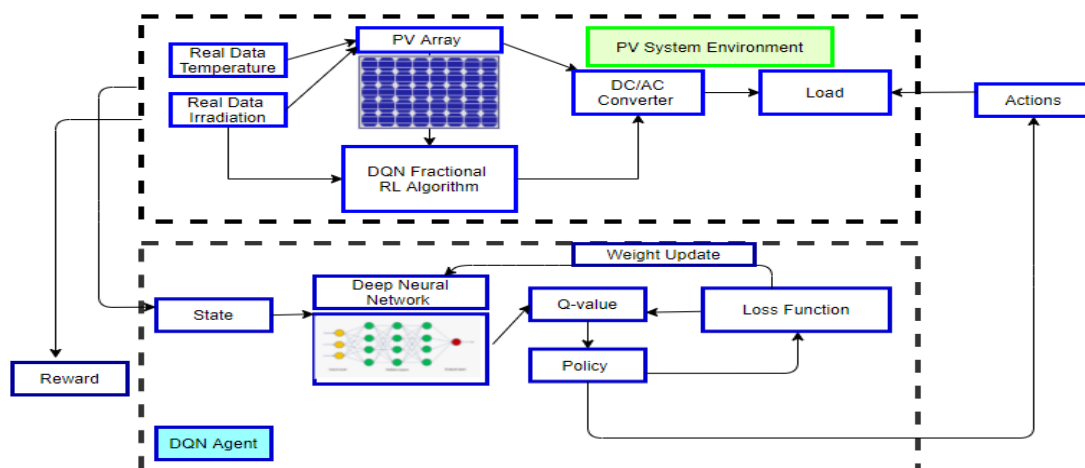 PV Array
PV System Environment
Real Data
Temperature
Real Data
Irradiation
DC/AC
Converter
Load
Actions
DQN Fractional
RL Algorithm
Weight Update
Deep Neural
Network
State
Q-value
Loss Function
Policy
Reward
DQN Agent